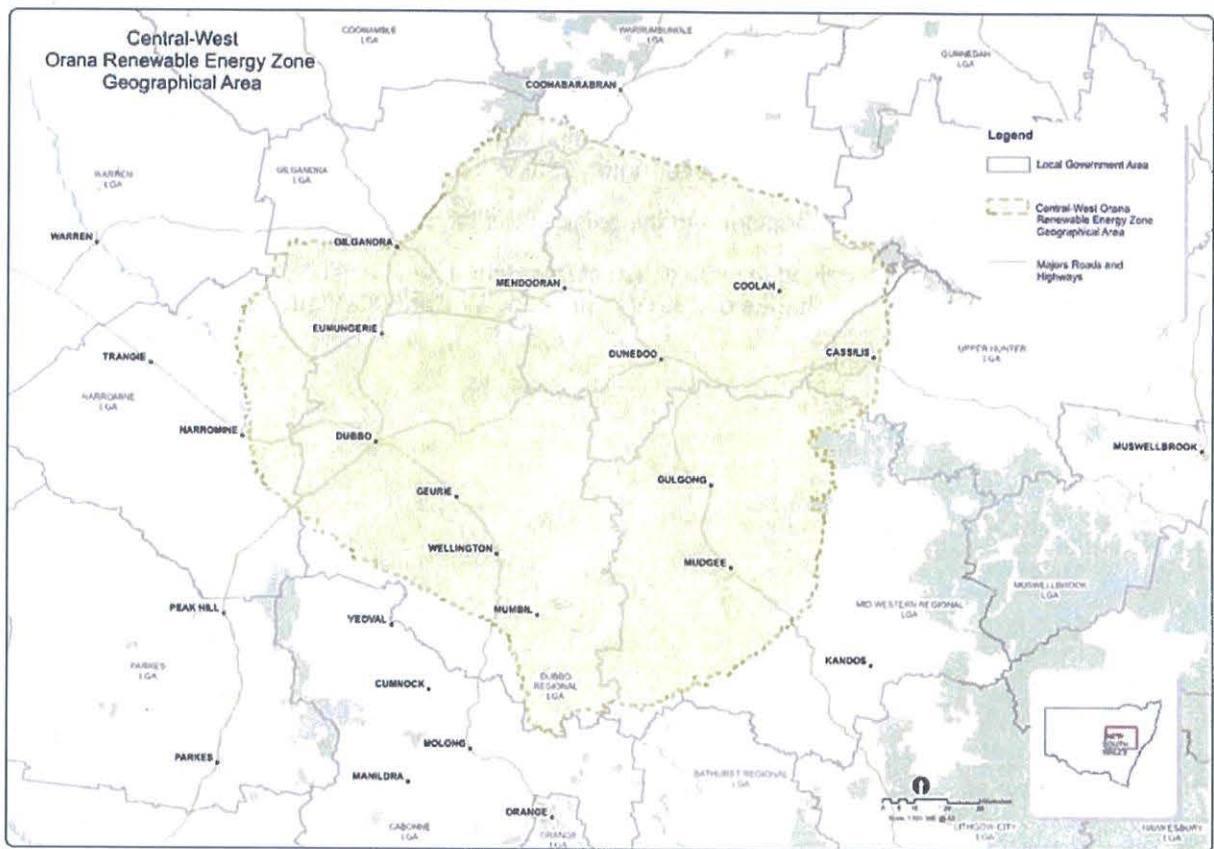 Central-West
Orana Renewable Energy Zone
Geographical Area
COONAMBLE
LGA
WARRUMBUNGLE
LGA
GUNNEDAH
LGA
COONABARABRAN
Legend
Local Government Area
Central-West Orana
Renewable Energy Zone
Geographical Area
Majors Roads and
Highways
WARREN
LGA
GILGANDRA
LGA
WARREN
GILGANDRA
MENDOORAN
COOLAH
EUMUNGERIE
TRANGIE
DUNEDOO
CASSILIS
UPPER HUNTER
LGA
NARROMINE
LGA
NARROMINE
DUBBO
MUSWELLBROOK
GEURIE
GULGONG
WELLINGTON
MUDGEE
MUSWELLBROOK
LGA
PEAK HILL
YEOVAL
MUMBIL
MID WESTERN REGIONAL
LGA
PARKES
LGA
CUMNOCK
DUBBO
REGIONAL
LGA
KANDOS
MOLONG
NEW
SOUTH
WALES
PARKES
MANILDRA
BATHURST REGIONAL
LGA
ORANGE
CABONNE
LGA
ORANGE
LGA
LITHGOW CITY
LGA
HAWKESBURY
LGA